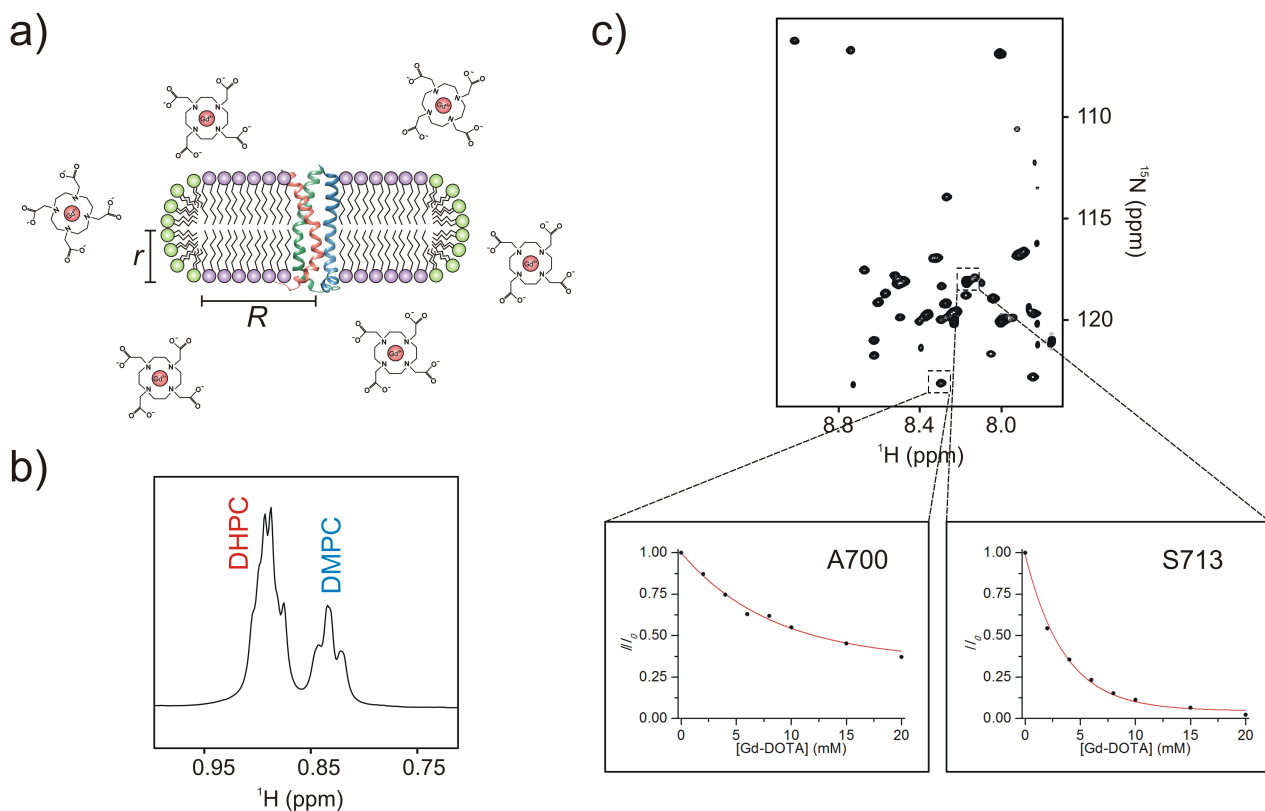 a)
Gd³⁺
N
O
O⁻
r
R
b)
DHPC
DMPC
0.95
0.85
0.75
¹H (ppm)
c)
110
115
120
¹⁵N (ppm)
8.8
8.4
8.0
¹H (ppm)
A700
1.00
0.75
0.50
0.25
0.00
I/I₀
0
5
10
15
20
[Gd-DOTA] (mM)
S713
1.00
0.75
0.50
0.25
0.00
I/I₀
0
5
10
15
20
[Gd-DOTA] (mM)